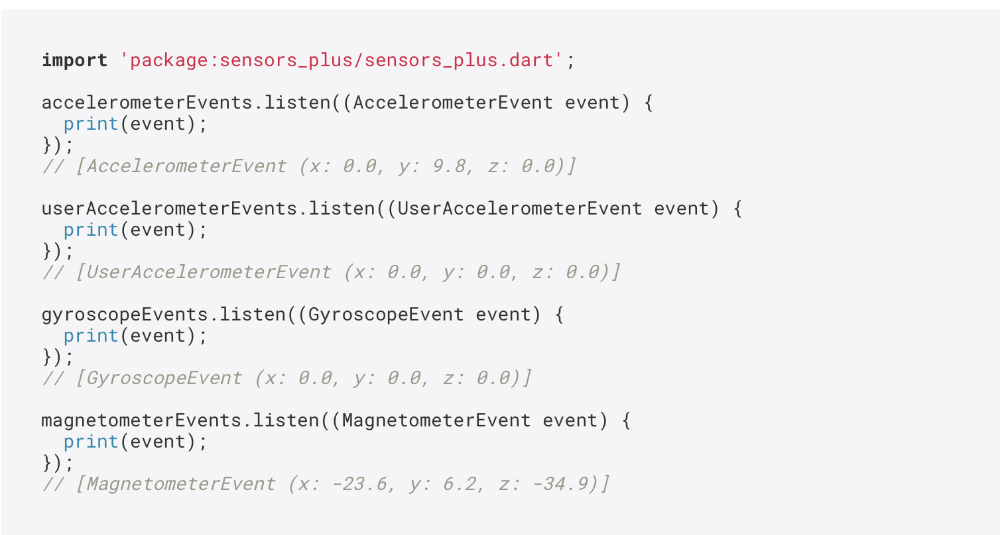 import 'package:sensors_plus/sensors_plus.dart';

accelerometerEvents.listen((AccelerometerEvent event) {
  print(event);
});
// [AccelerometerEvent (x: 0.0, y: 9.8, z: 0.0)]

userAccelerometerEvents.listen((UserAccelerometerEvent event) {
  print(event);
});
// [UserAccelerometerEvent (x: 0.0, y: 0.0, z: 0.0)]

gyroscopeEvents.listen((GyroscopeEvent event) {
  print(event);
});
// [GyroscopeEvent (x: 0.0, y: 0.0, z: 0.0)]

magnetometerEvents.listen((MagnetometerEvent event) {
  print(event);
});
// [MagnetometerEvent (x: -23.6, y: 6.2, z: -34.9)]